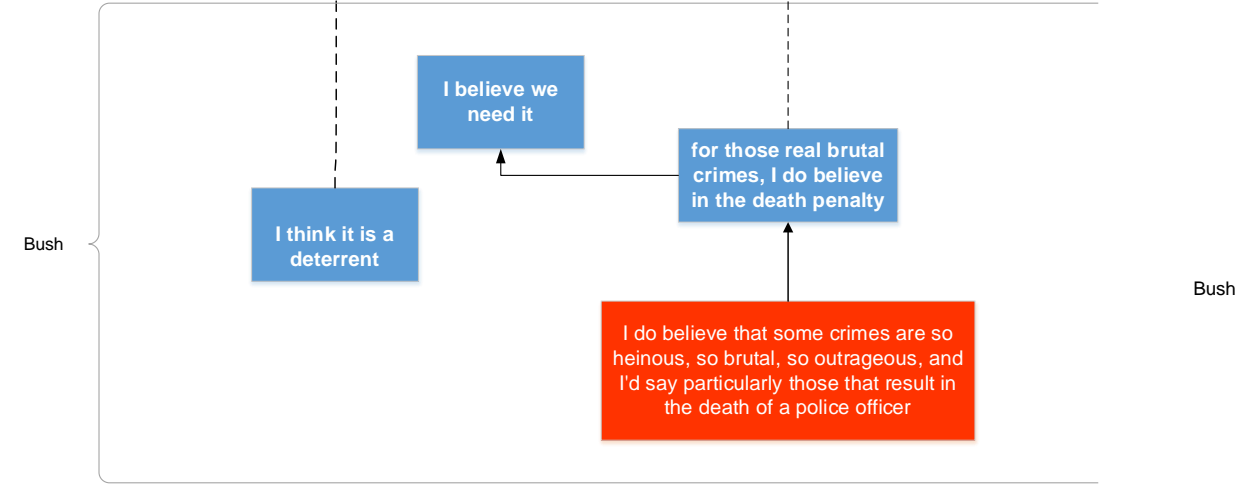 I believe we
need it
for those real brutal
crimes, I do believe
in the death penalty
I think it is a
deterrent
Bush
Bush
I do believe that some crimes are so
heinous, so brutal, so outrageous, and
I'd say particularly those that result in
the death of a police officer